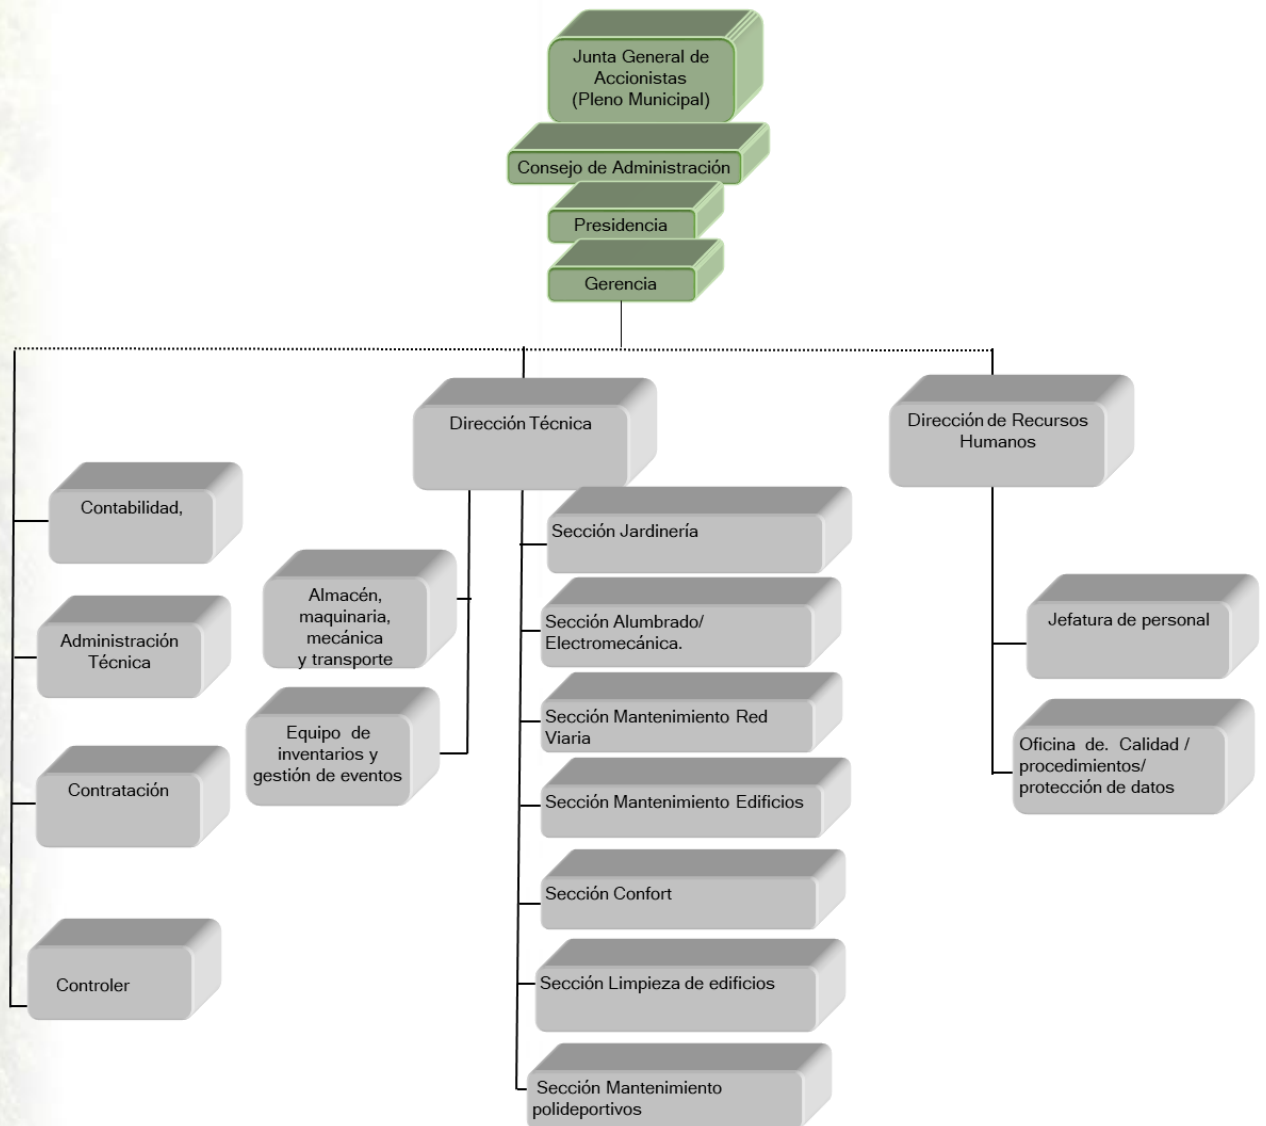 Junta General de
Accionistas
(Pleno Municipal)
Consejo de Administración
Presidencia
Gerencia
Dirección Técnica
Dirección de Recursos
Humanos
Contabilidad,
Administración
Técnica
Contratación
Controler
Almacén,
maquinaria,
mecánica
y transporte
Equipo de
inventarios y
gestión de eventos
Sección Jardinería
Sección Alumbrado/
Electromecánica.
Sección Mantenimiento Red
Viaria
Sección Mantenimiento Edificios
Sección Confort
Sección Limpieza de edificios
Sección Mantenimiento
polideportivos
Jefatura de personal
Oficina de. Calidad /
procedimientos/
protección de datos